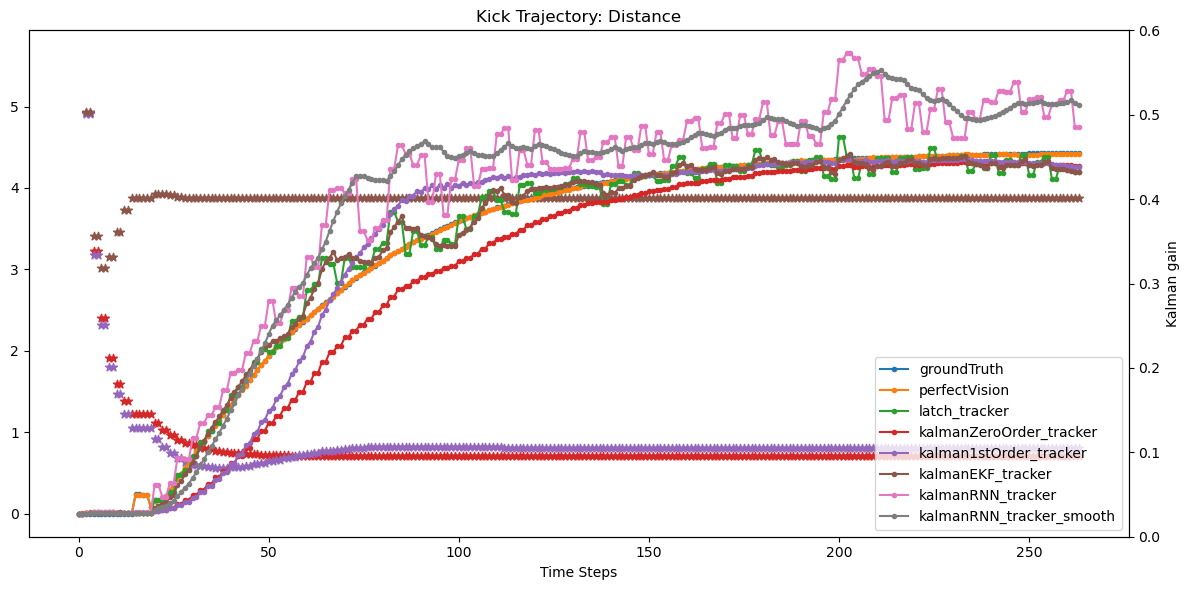 Kick Trajectory: Distance
5
4
3
2
1
0
0.6
0.5
0.4
0.3
0.2
0.1
0.0
Kalman gain
groundTruth
perfectVision
latch_tracker
kalmanZeroOrder_tracker
kalman1stOrder_tracker
kalmanEKF_tracker
kalmanRNN_tracker
kalmanRNN_tracker_smooth
0 50 100 150 200 250
Time Steps